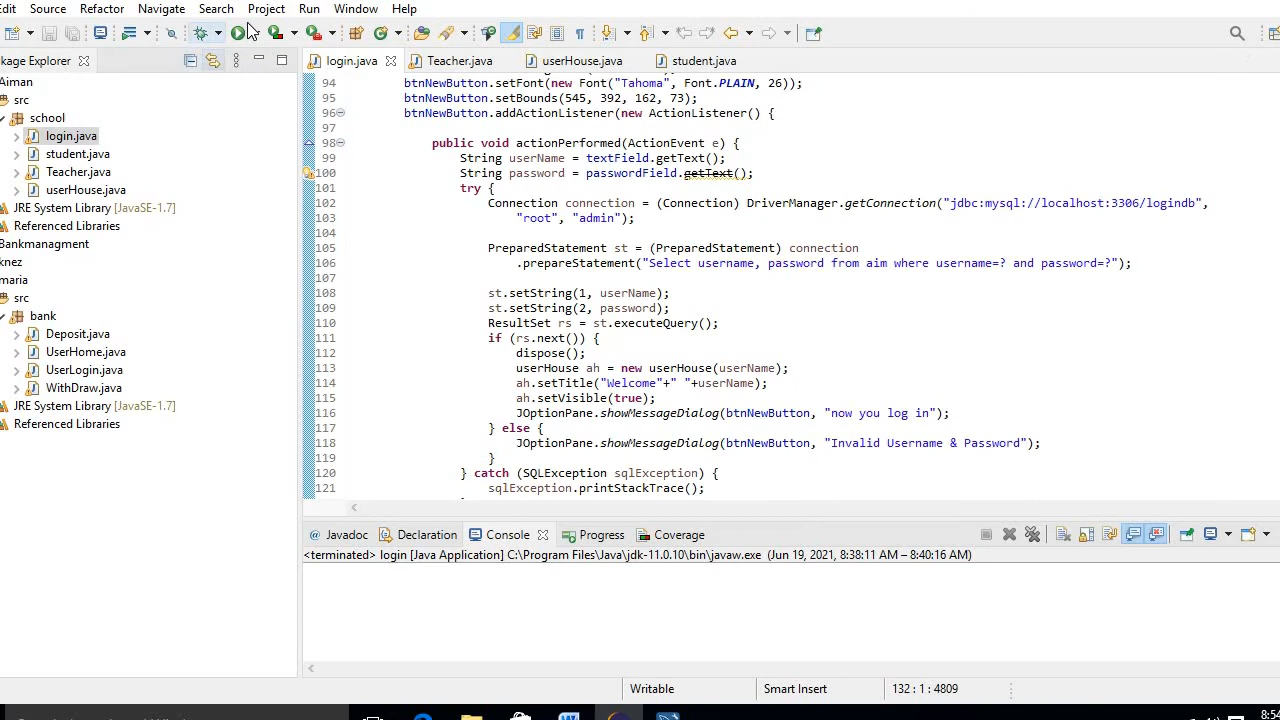 Edit Source Refactor Navigate Search Project Run Window Help
Package Explorer
login.java
Teacher.java
userHouse.java
student.java
Aiman
src
school
login.java
student.java
Teacher.java
userHouse.java
JRE System Library [JavaSE-1.7]
Referenced Libraries
Bankmanagment
knez
maria
src
bank
Deposit.java
UserHome.java
UserLogin.java
WithDraw.java
JRE System Library [JavaSE-1.7]
Referenced Libraries
94 btnNewButton.setFont(new Font("Tahoma", Font.PLAIN, 26));
95 btnNewButton.setBounds(545, 392, 162, 73);
96 btnNewButton.addActionListener(new ActionListener() {
97
98 public void actionPerformed(ActionEvent e) {
99 String userName = textField.getText();
100 String password = passwordField.getText();
101 try {
102 Connection connection = (Connection) DriverManager.getConnection("jdbc:mysql://localhost:3306/logindb",
103 "root", "admin");
104
105 PreparedStatement st = (PreparedStatement) connection
106 .prepareStatement("Select username, password from aim where username=? and password=?");
107
108 st.setString(1, userName);
109 st.setString(2, password);
110 ResultSet rs = st.executeQuery();
111 if (rs.next()) {
112 dispose();
113 userHouse ah = new userHouse(userName);
114 ah.setTitle("Welcome"+" "+userName);
115 ah.setVisible(true);
116 JOptionPane.showMessageDialog(btnNewButton, "now you log in");
117 } else {
118 JOptionPane.showMessageDialog(btnNewButton, "Invalid Username & Password");
119 }
120 } catch (SQLException sqlException) {
121 sqlException.printStackTrace();
Javadoc Declaration Console Progress Coverage
<terminated> login [Java Application] C:\Program Files\Java\jdk-11.0.10\bin\javaw.exe (Jun 19, 2021, 8:38:11 AM – 8:40:16 AM)
Writable Smart Insert 132 : 1 : 4809
8:54